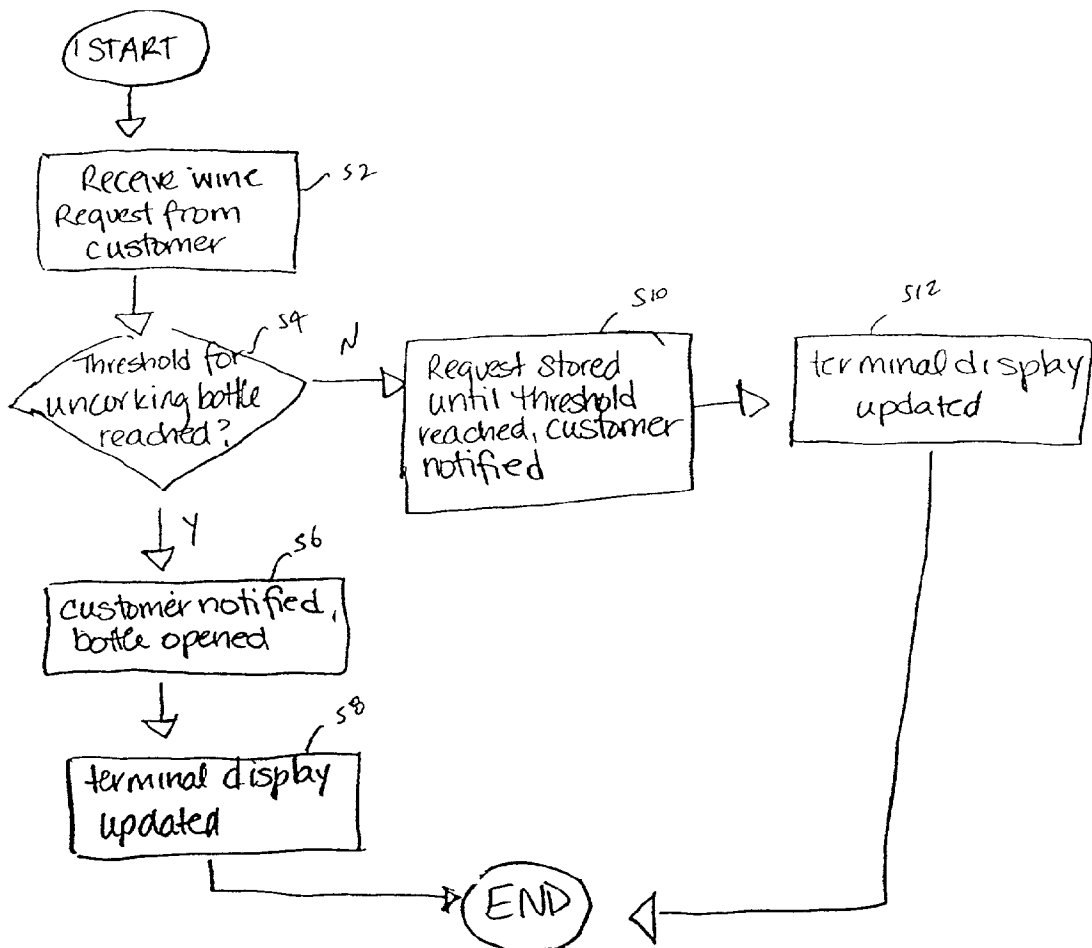 START
Receive wine
Request from
customer
S2
Threshold for
uncorking bottle
reached?
S4
N
Request stored
until threshold
reached, customer
notified
S10
terminal display
updated
S12
Y
customer notified,
bottle opened
S6
terminal display
updated
S8
END